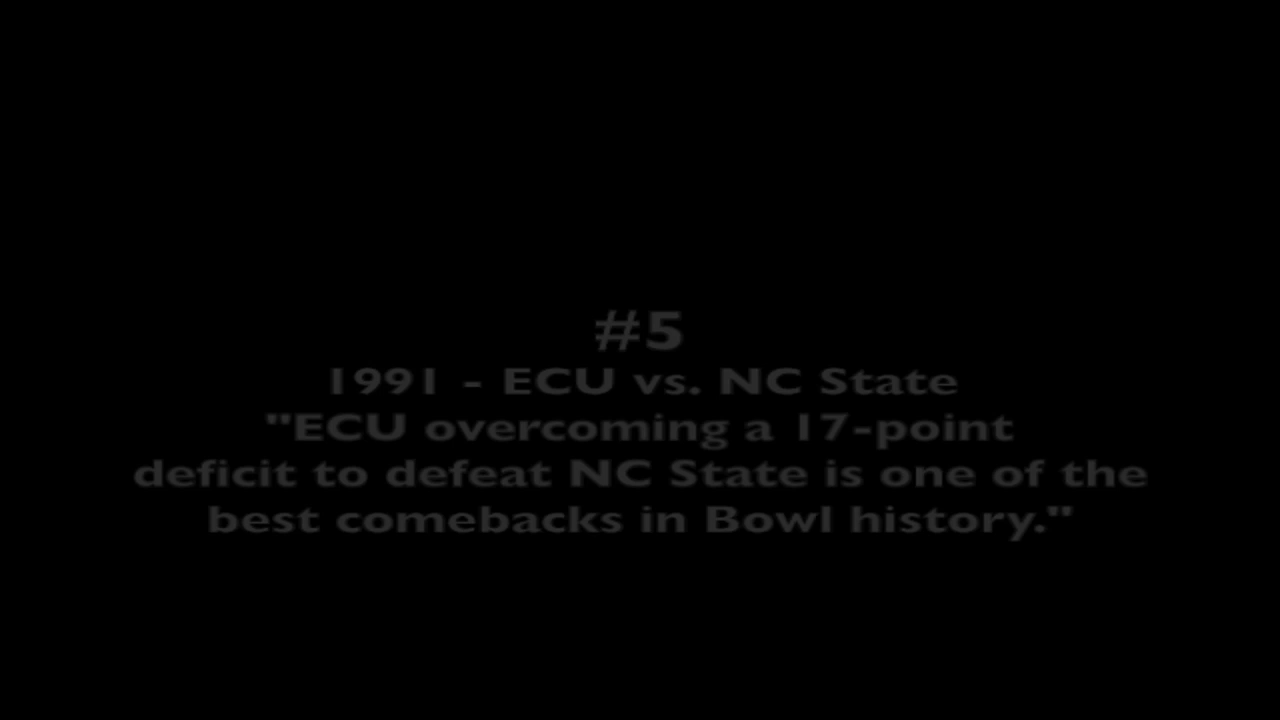 #5
1991 - ECU vs. NC State
"ECU overcoming a 17-point
deficit to defeat NC State is one of the
best comebacks in Bowl history."